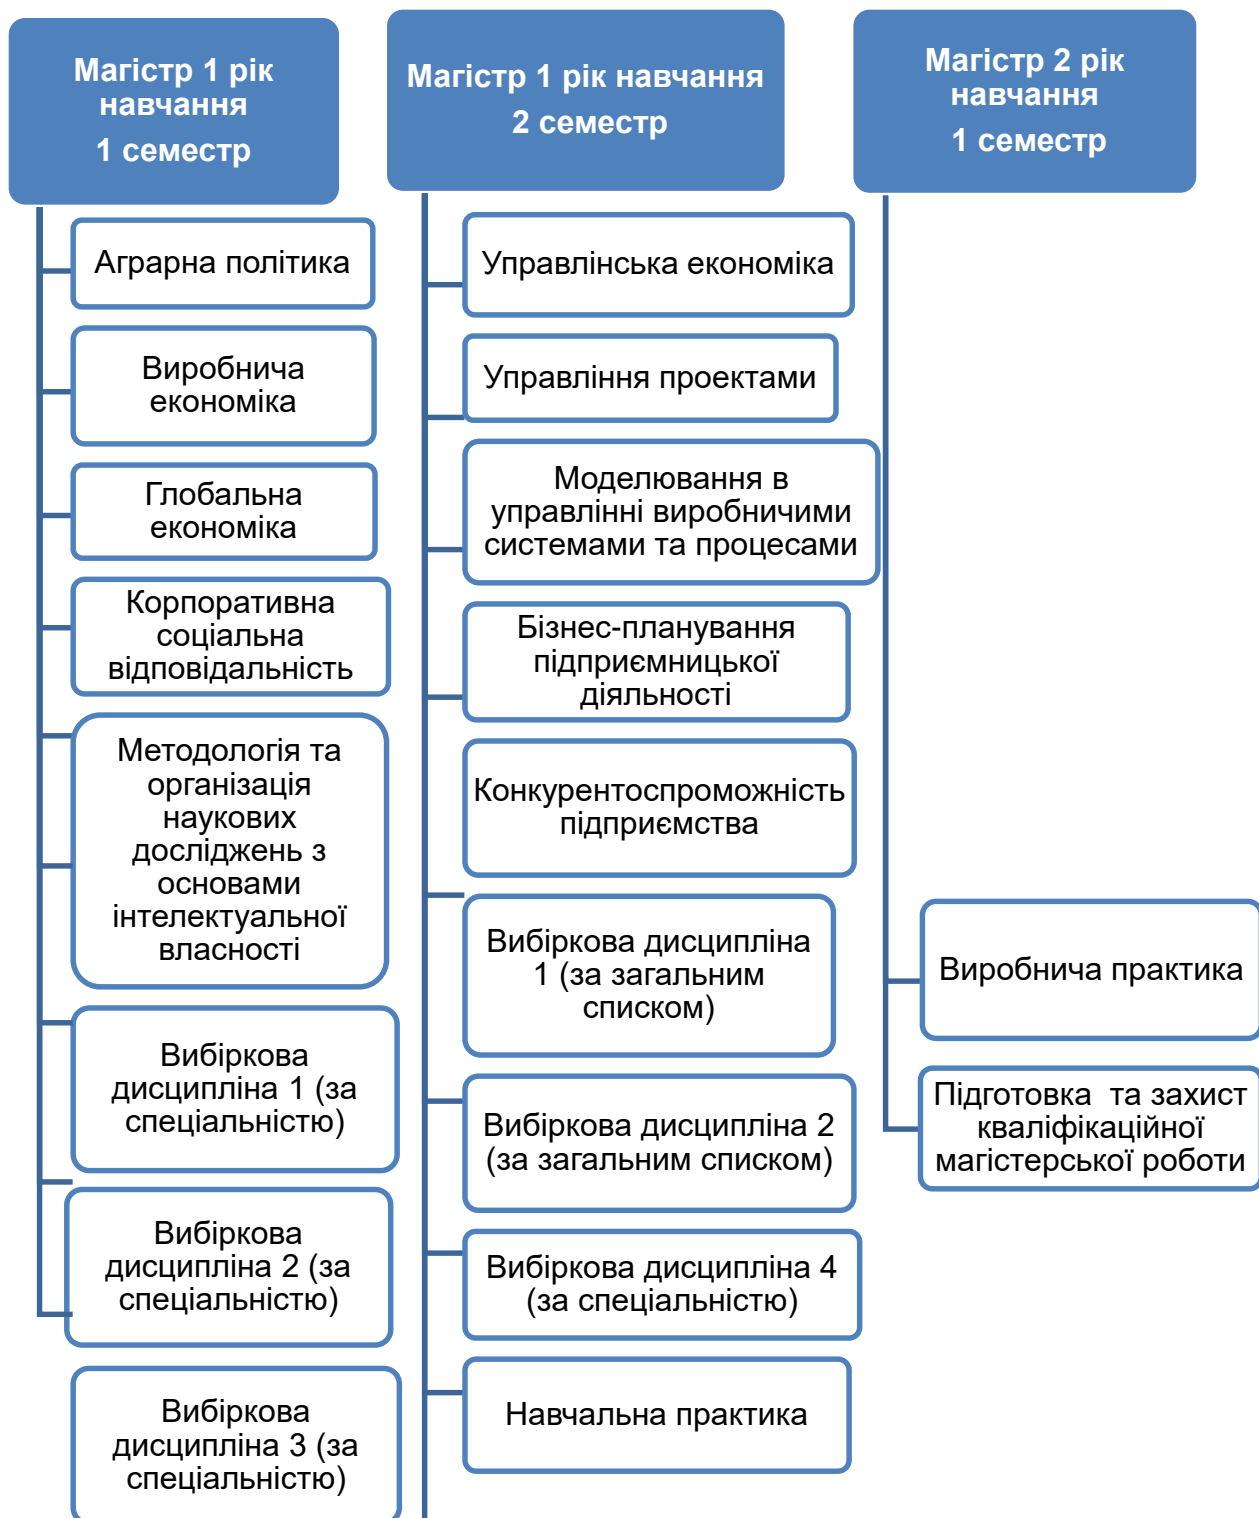 Магістр 1 рік
навчання
1 семестр
Аграрна політика
Виробнича
економіка
Глобальна
економіка
Корпоративна
соціальна
відповідальність
Методологія та
організація
наукових
досліджень з
основами
інтелектуальної
власності
Вибіркова
дисципліна 1 (за
спеціальністю)
Вибіркова
дисципліна 2 (за
спеціальністю)
Вибіркова
дисципліна 3 (за
спеціальністю)
Магістр 1 рік навчання
2 семестр
Управлінська економіка
Управління проектами
Моделювання в
управлінні виробничими
системами та процесами
Бізнес-планування
підприємницької
діяльності
Конкурентоспроможність
підприємства
Вибіркова дисципліна
1 (за загальним
списком)
Вибіркова дисципліна 2
(за загальним списком)
Вибіркова дисципліна 4
(за спеціальністю)
Навчальна практика
Магістр 2 рік
навчання
1 семестр
Виробнича практика
Підготовка та захист
кваліфікаційної
магістерської роботи